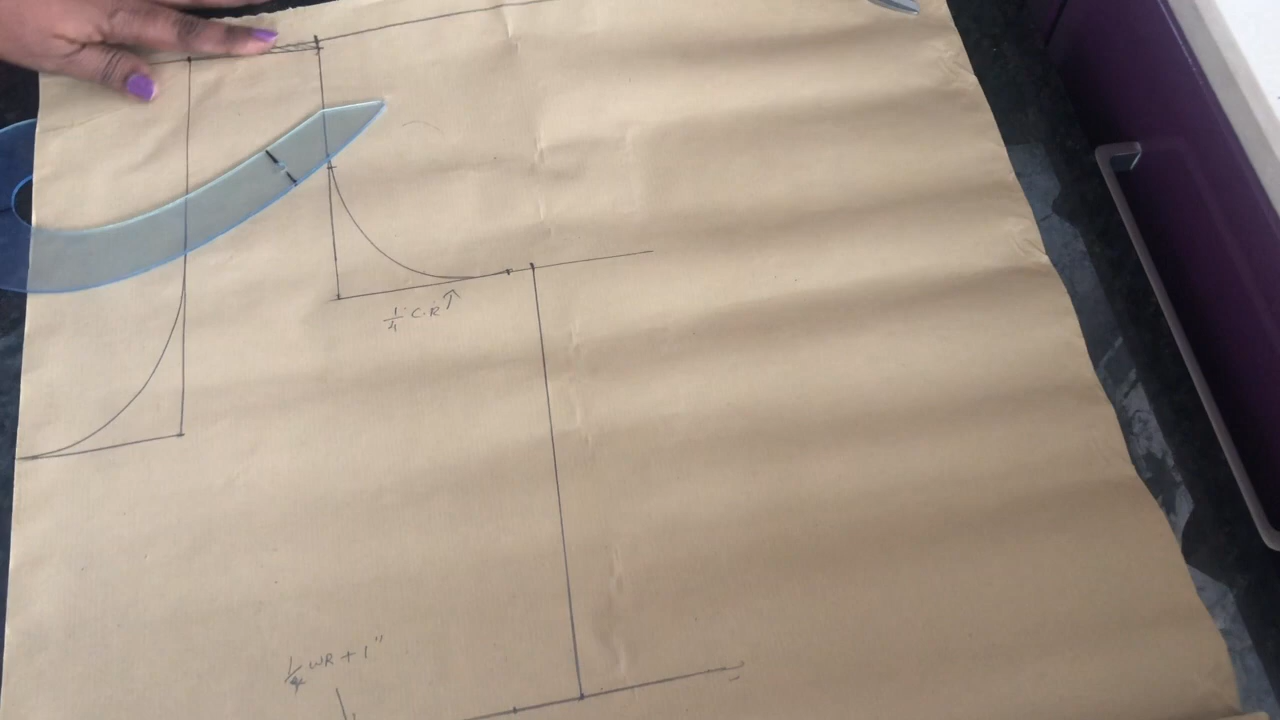 1/4 C.R ↑
1/4 WR + 1"